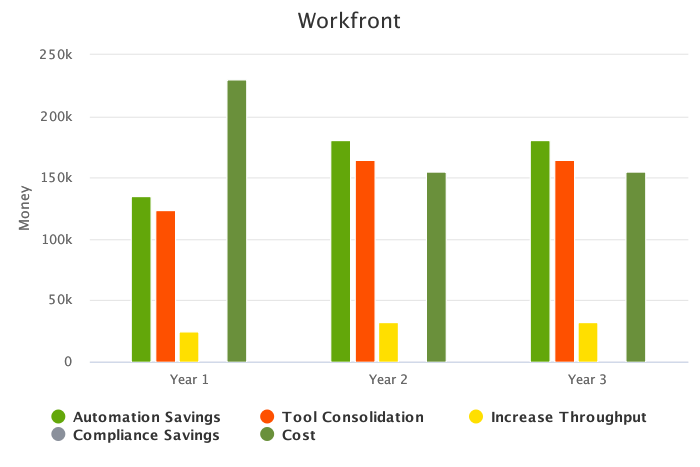 Workfront
250k
200k
150k
100k
50k
0
Money
Year 1 Year 2 Year 3
Automation Savings Tool Consolidation Increase Throughput
Compliance Savings Cost